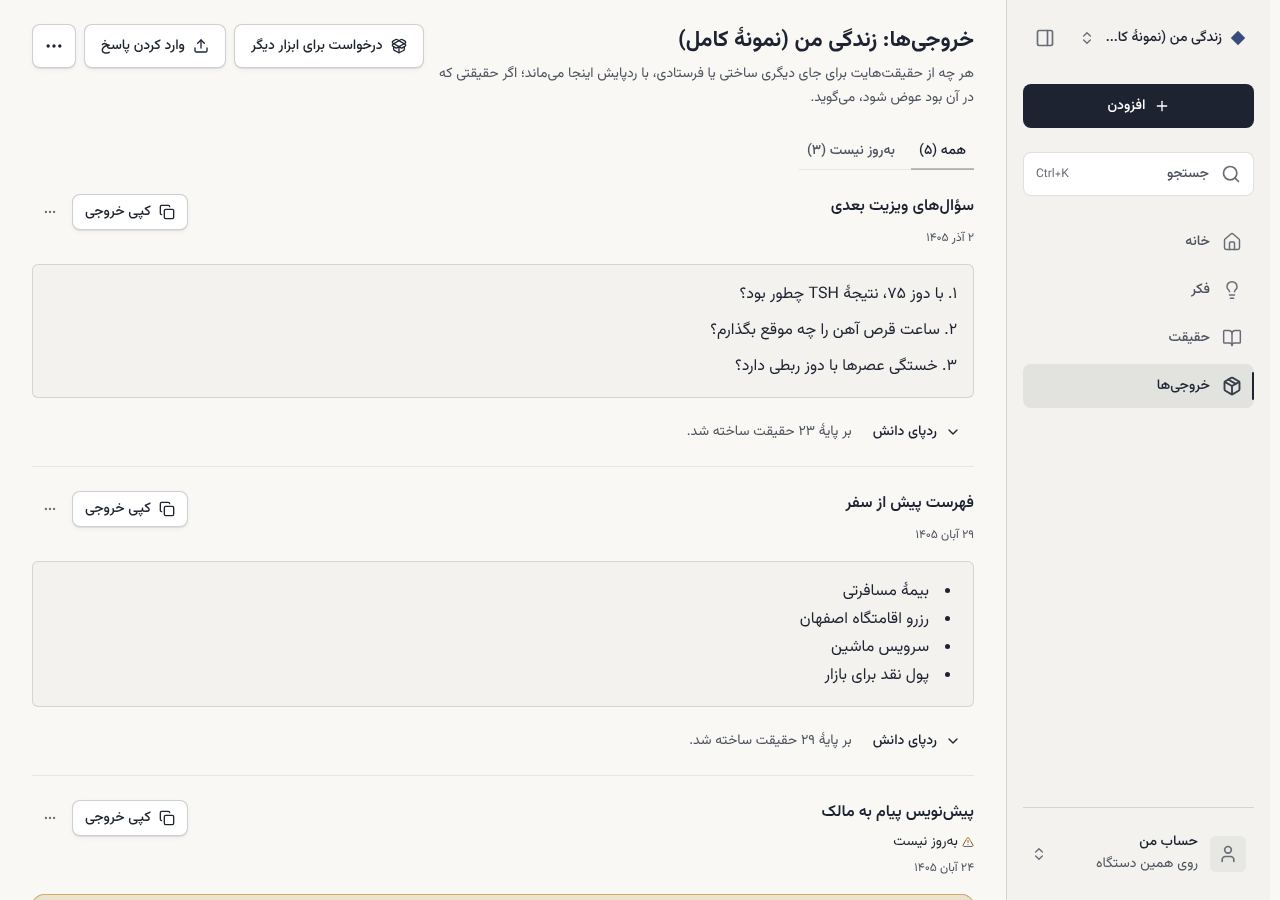 زندگی من (نمونهٔ کا...
افزودن
جستجو
Ctrl+K
خانه
فکر
حقیقت
خروجی‌ها
حساب من
روی همین دستگاه
خروجی‌ها: زندگی من (نمونهٔ کامل)
هر چه از حقیقت‌هایت برای جای دیگری ساختی یا فرستادی، با ردپایش اینجا می‌ماند؛ اگر حقیقتی که
در آن بود عوض شود، می‌گوید.
درخواست برای ابزار دیگر
وارد کردن پاسخ
همه (۵)
به‌روز نیست (۳)
سؤال‌های ویزیت بعدی
کپی خروجی
۲ آذر ۱۴۰۵
۱. با دوز ۷۵، نتیجهٔ TSH چطور بود؟
۲. ساعت قرص آهن را چه موقع بگذارم؟
۳. خستگی عصرها با دوز ربطی دارد؟
ردپای دانش
بر پایهٔ ۲۳ حقیقت ساخته شد.
فهرست پیش از سفر
کپی خروجی
۲۹ آبان ۱۴۰۵
• بیمهٔ مسافرتی
• رزرو اقامتگاه اصفهان
• سرویس ماشین
• پول نقد برای بازار
ردپای دانش
بر پایهٔ ۲۹ حقیقت ساخته شد.
پیش‌نویس پیام به مالک
کپی خروجی
به‌روز نیست
۲۴ آبان ۱۴۰۵